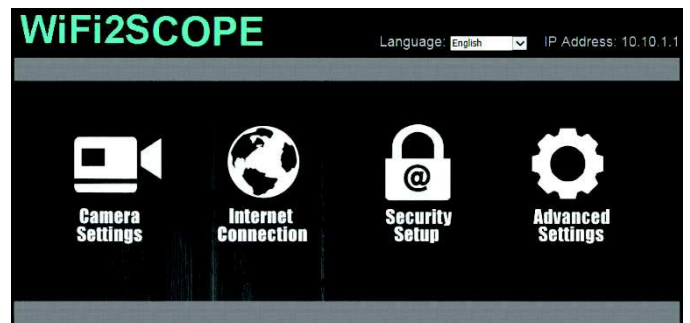 WiFi2SCOPE
Language: English IP Address: 10.10.1.1
@
Camera
Settings
Internet
Connection
Security
Setup
Advanced
Settings